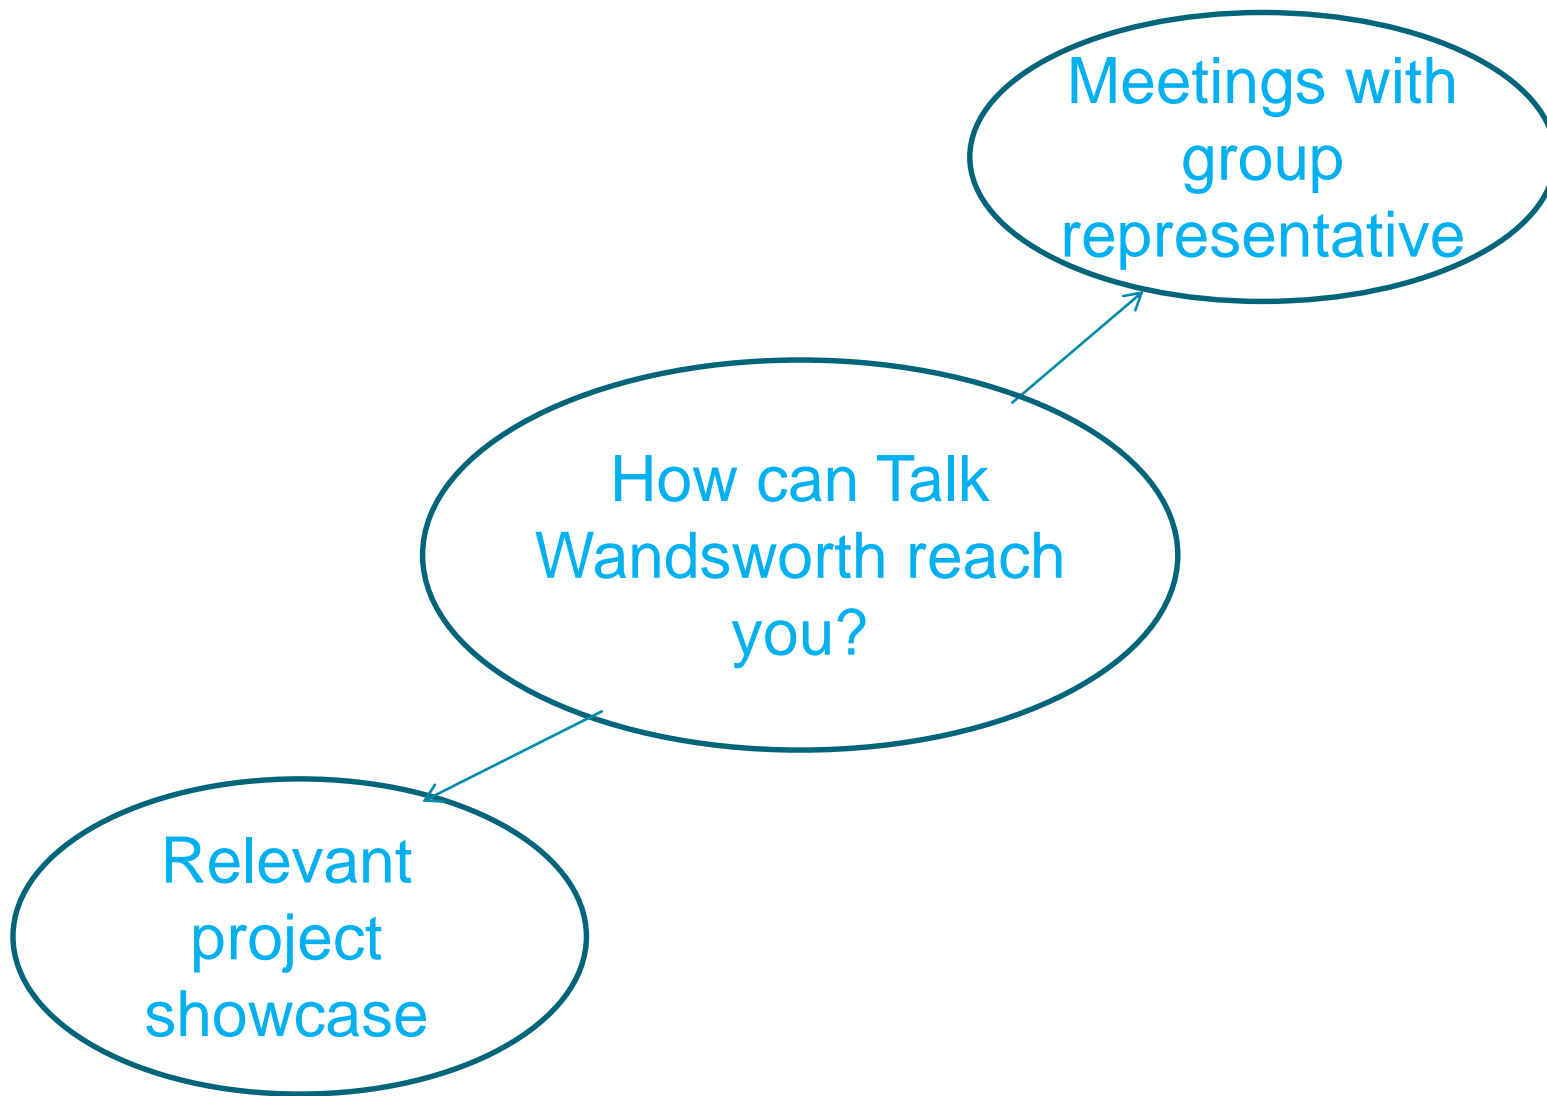 Meetings with
group
representative
How can Talk
Wandsworth reach
you?
Relevant
project
showcase